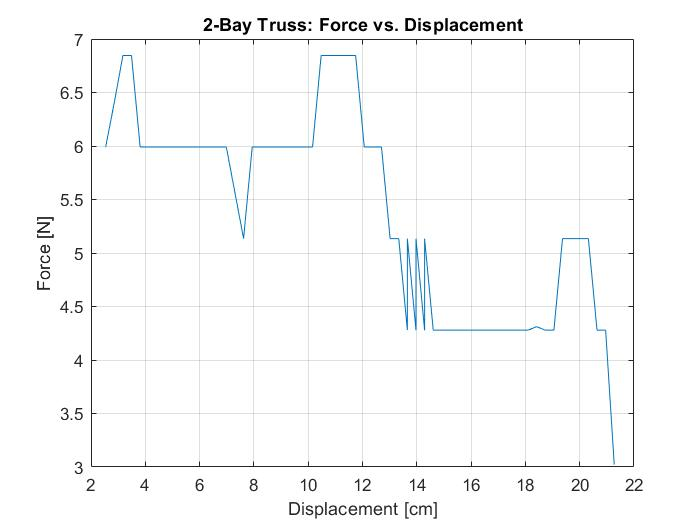 2-Bay Truss: Force vs. Displacement
7
6.5
6
5.5
5
4.5
4
3.5
3
Force [N]
2 4 6 8 10 12 14 16 18 20 22
Displacement [cm]